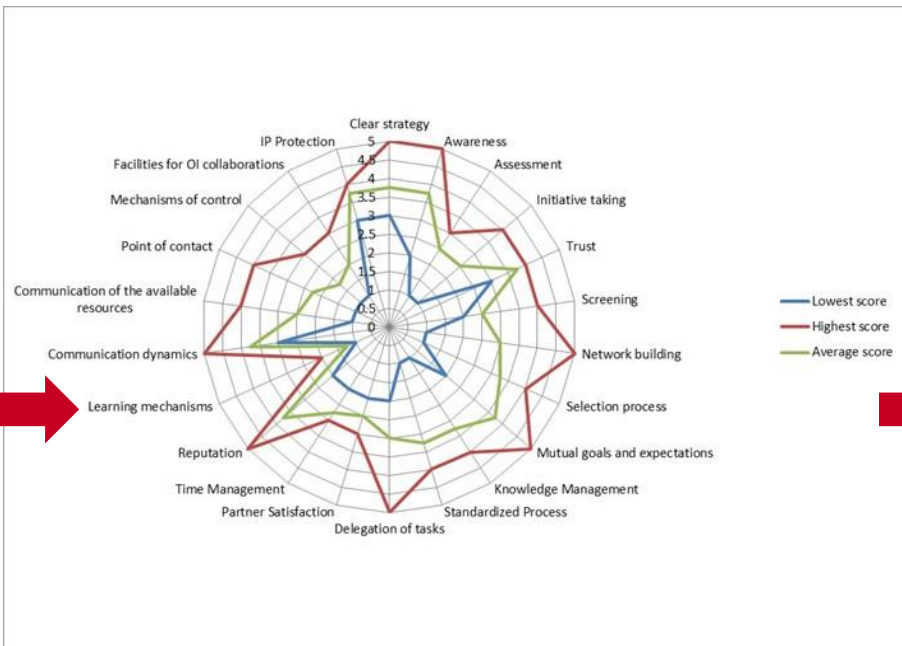 Clear strategy
IP Protection
Awareness
Facilities for OI collaborations
Assessment
Mechanisms of control
Initiative taking
Point of contact
Trust
Communication of the available
resources
Screening
Communication dynamics
Network building
Learning mechanisms
Selection process
Reputation
Mutual goals and expectations
Time Management
Knowledge Management
Partner Satisfaction
Standardized Process
Delegation of tasks
5
4.5
4
3.5
3
2.5
2
1.5
1
0.5
0
Lowest score
Highest score
Average score